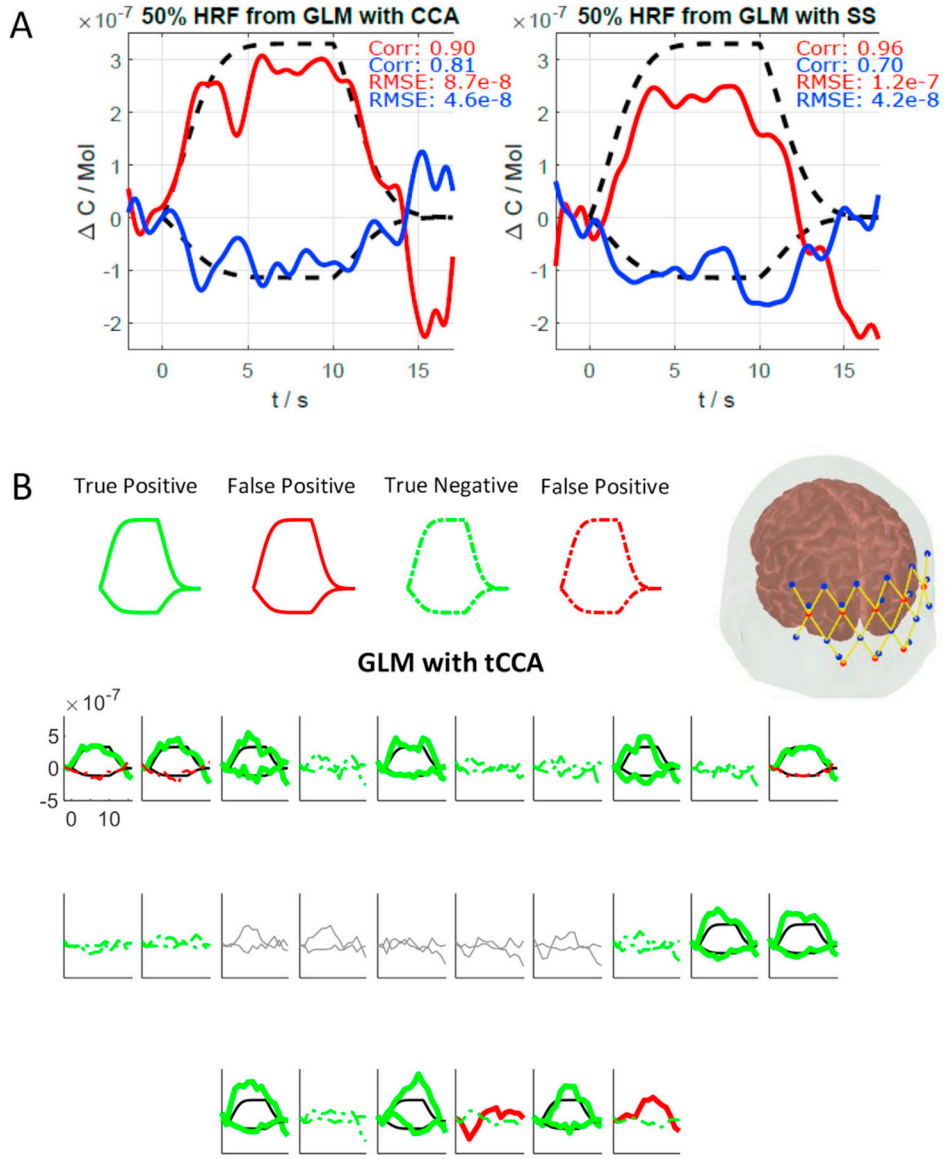 A
50% HRF from GLM with CCA
×10⁻⁷
Corr: 0.90
Corr: 0.81
RMSE: 8.7e-8
RMSE: 4.6e-8
3
2
1
0
-1
-2
Δ C / Mol
0 5 10 15
t / s
50% HRF from GLM with SS
×10⁻⁷
Corr: 0.96
Corr: 0.70
RMSE: 1.2e-7
RMSE: 4.2e-8
3
2
1
0
-1
-2
Δ C / Mol
0 5 10 15
t / s
B
True Positive False Positive True Negative False Positive
GLM with tCCA
×10⁻⁷
5
0
-5
0 10